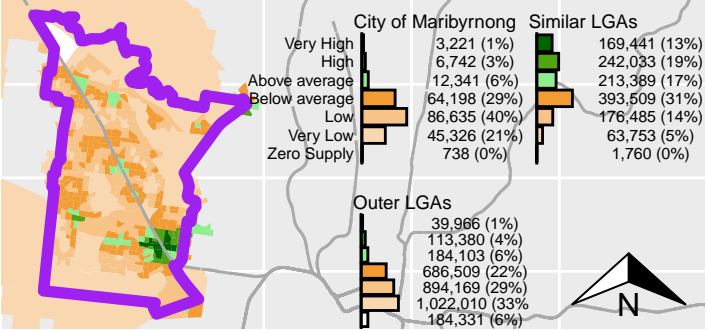 City of Maribyrnong Similar LGAs
Very High 3,221 (1%) 169,441 (13%)
High 6,742 (3%) 242,033 (19%)
Above average 12,341 (6%) 213,389 (17%)
Below average 64,198 (29%) 393,509 (31%)
Low 86,635 (40%) 176,485 (14%)
Very Low 45,326 (21%) 63,753 (5%)
Zero Supply 738 (0%) 1,760 (0%)
Outer LGAs
39,966 (1%)
113,380 (4%)
184,103 (6%)
686,509 (22%)
894,169 (29%)
1,022,010 (33%
184,331 (6%)
N